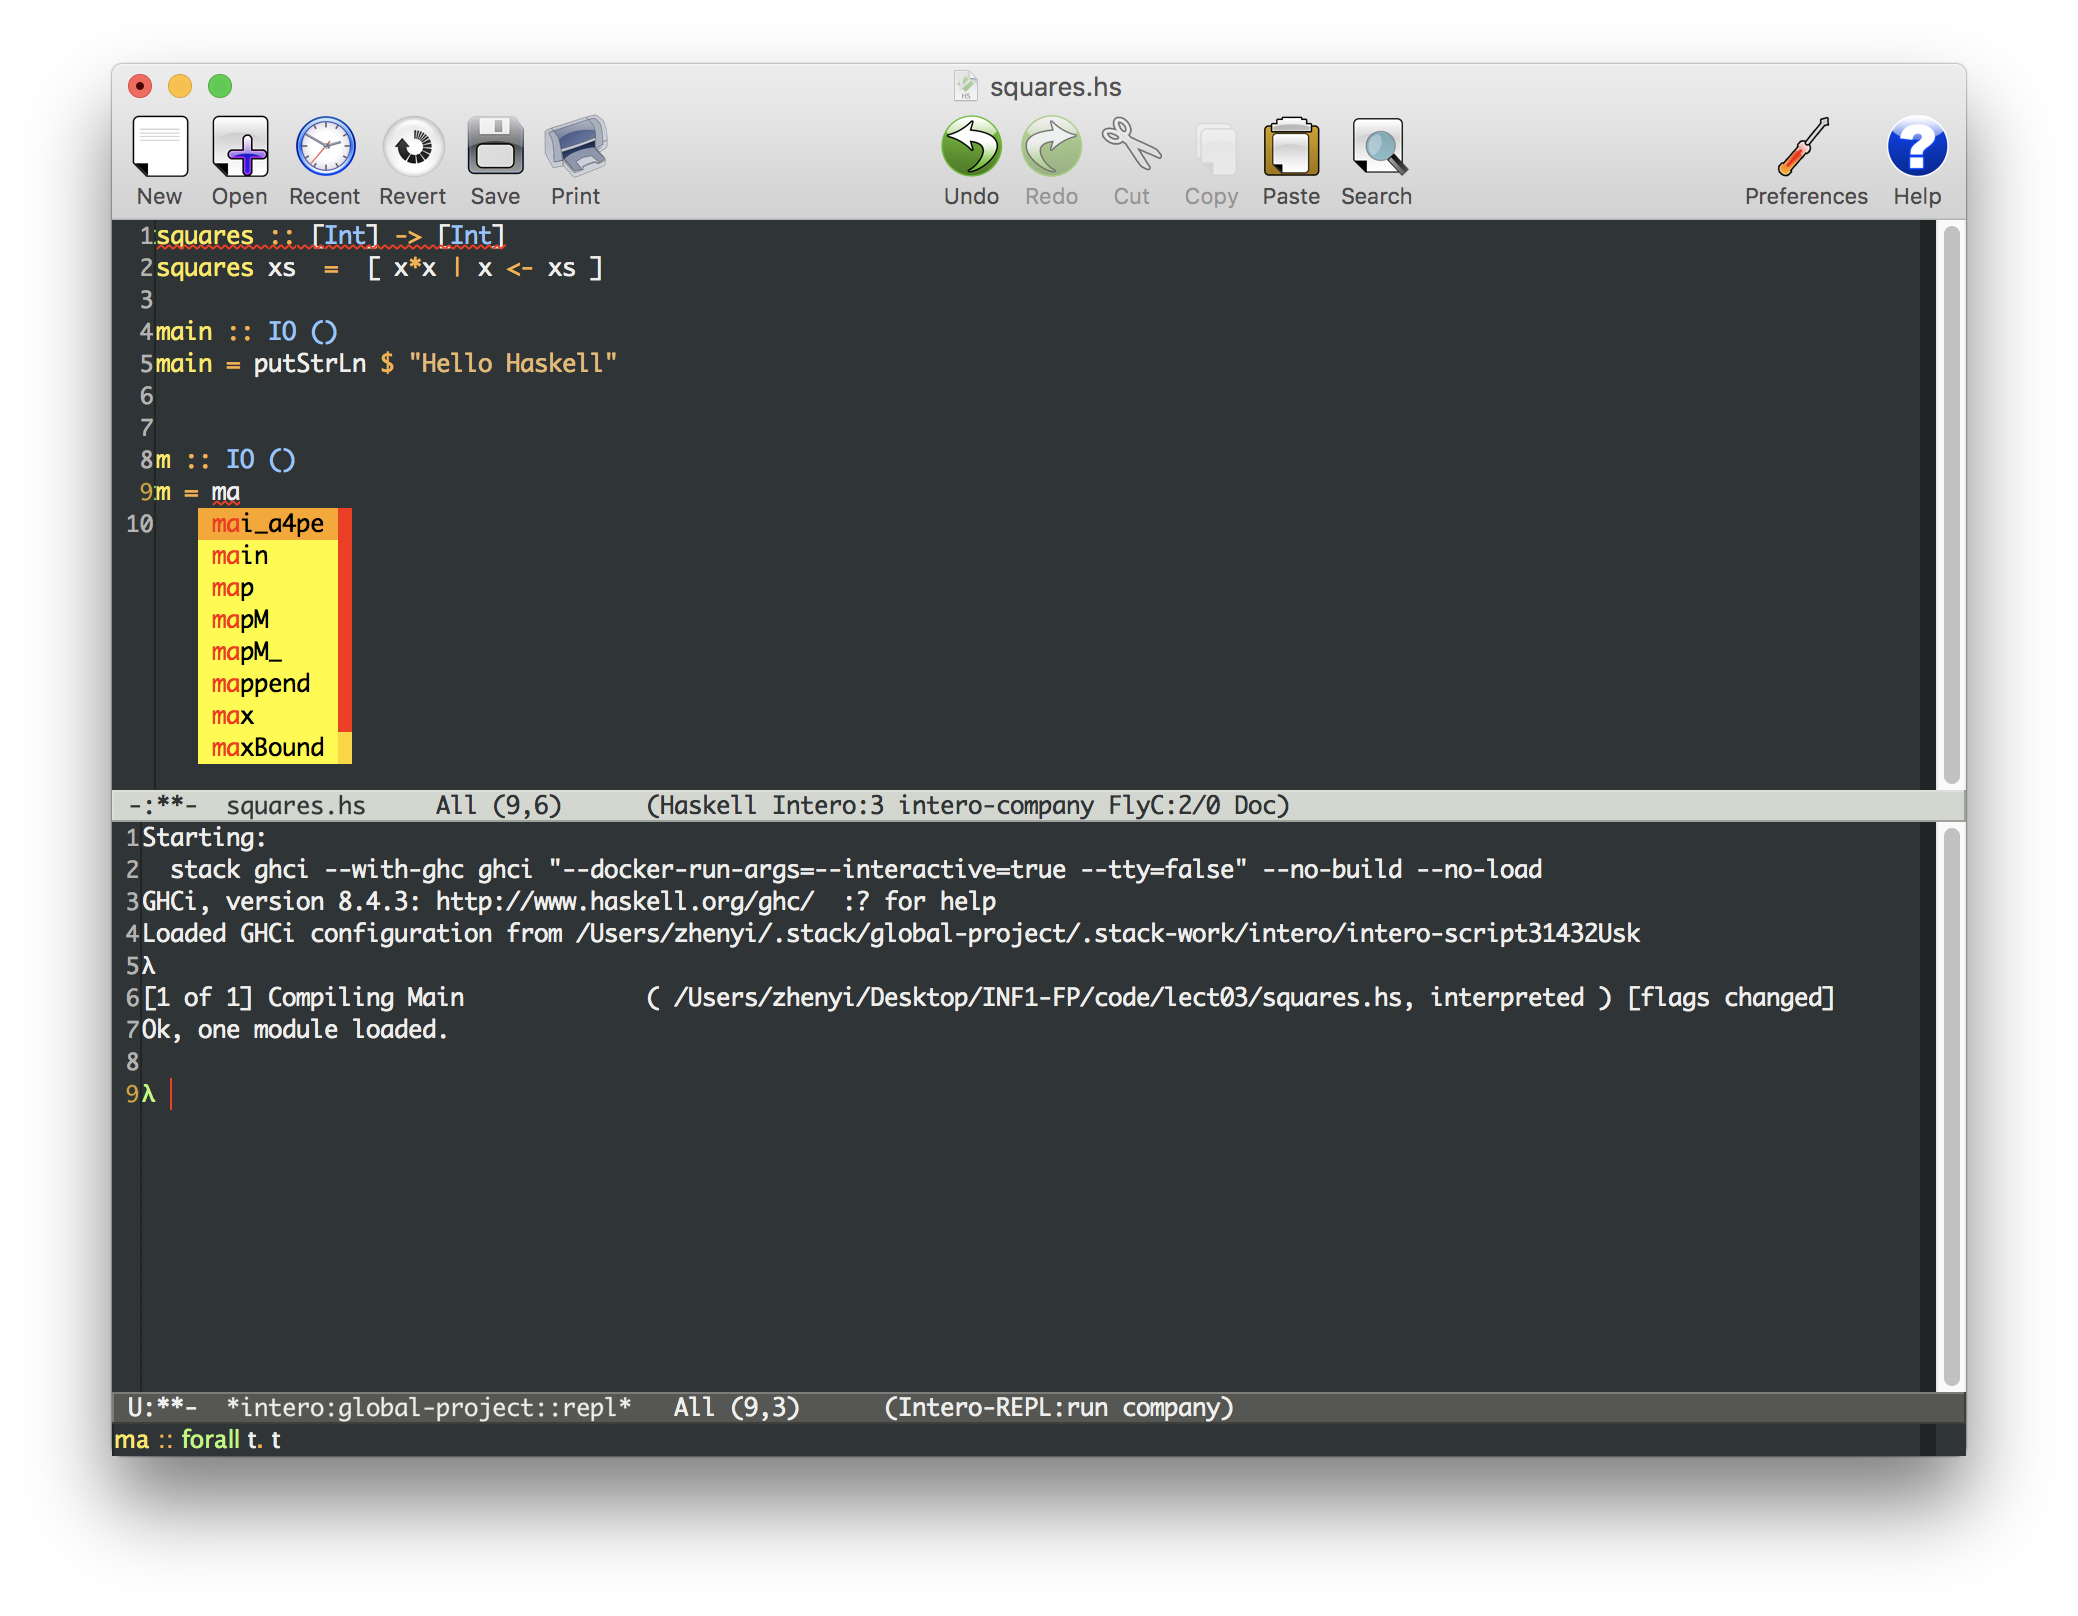 squares.hs
New Open Recent Revert Save Print Undo Redo Cut Copy Paste Search Preferences Help
1 squares :: [Int] -> [Int]
2 squares xs  =  [ x*x | x <- xs ]
3
4 main :: IO ()
5 main = putStrLn $ "Hello Haskell"
6
7
8 m :: IO ()
9 m = ma
10 mai_a4pe
main
map
mapM
mapM_
mappend
max
maxBound
-:**-  squares.hs     All (9,6)      (Haskell Intero:3 intero-company FlyC:2/0 Doc)
1 Starting:
2   stack ghci --with-ghc ghci "--docker-run-args=--interactive=true --tty=false" --no-build --no-load
3 GHCi, version 8.4.3: http://www.haskell.org/ghc/  :? for help
4 Loaded GHCi configuration from /Users/zhenyi/.stack/global-project/.stack-work/intero/intero-script31432Usk
5 λ
6 [1 of 1] Compiling Main             ( /Users/zhenyi/Desktop/INF1-FP/code/lect03/squares.hs, interpreted ) [flags changed]
7 Ok, one module loaded.
8
9 λ
U:**-  *intero:global-project::repl*   All (9,3)      (Intero-REPL:run company)
ma :: forall t. t